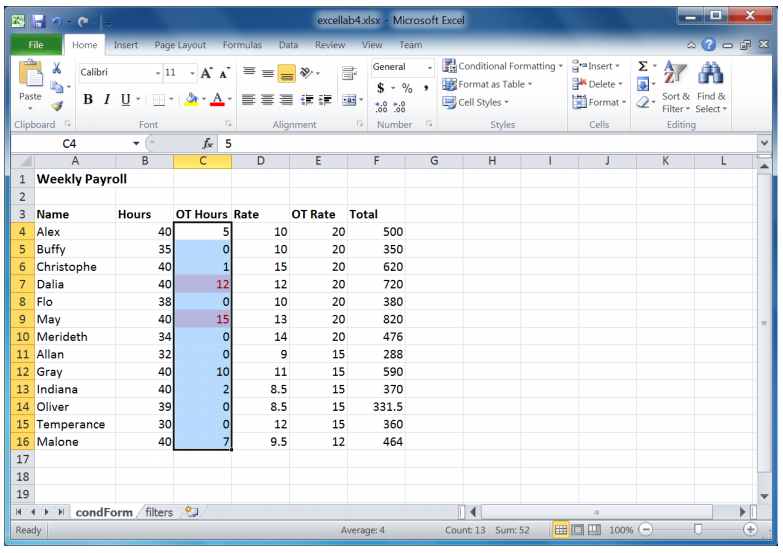 excellab4.xlsx - Microsoft Excel
File Home Insert Page Layout Formulas Data Review View Team
Calibri 11 A A General Conditional Formatting Insert Σ
Paste B I U A $ % , Format as Table Delete Sort & Find &
.00 .00 Cell Styles Format Filter Select
Clipboard Font Alignment Number Styles Cells Editing
C4 fx 5
A B C D E F G H I J K L
1 Weekly Payroll
2
3 Name Hours OT Hours Rate OT Rate Total
4 Alex 40 5 10 20 500
5 Buffy 35 0 10 20 350
6 Christophe 40 1 15 20 620
7 Dalia 40 12 12 20 720
8 Flo 38 0 10 20 380
9 May 40 15 13 20 820
10 Merideth 34 0 14 20 476
11 Allan 32 0 9 15 288
12 Gray 40 10 11 15 590
13 Indiana 40 2 8.5 15 370
14 Oliver 39 0 8.5 15 331.5
15 Temperance 30 0 12 15 360
16 Malone 40 7 9.5 12 464
17
18
19
condForm filters
Ready Average: 4 Count: 13 Sum: 52 100%